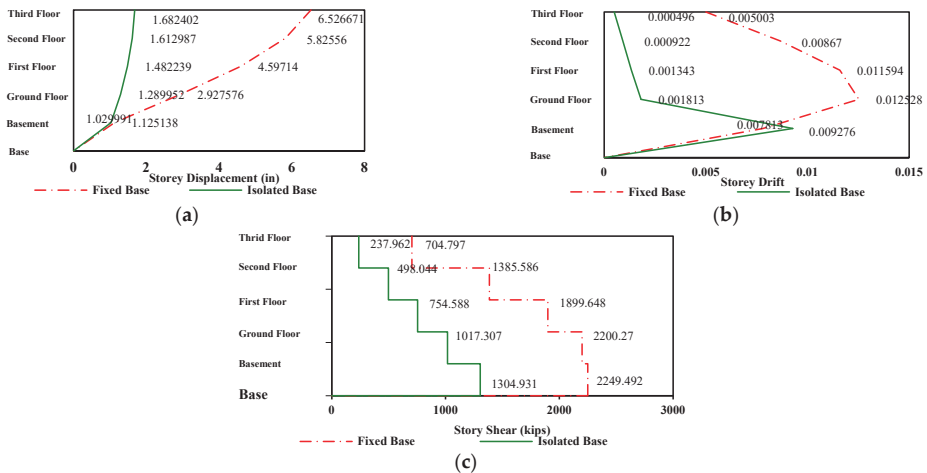 Third Floor
1.682402
6.526671
Second Floor
1.612987
5.82556
First Floor
1.482239
4.59714
Ground Floor
1.289952
2.927576
Basement
1.029991
1.125138
Base
0
2
4
6
8
Storey Displacement (in)
Fixed Base
Isolated Base
(a)
Third Floor
0.000496
0.005003
Second Floor
0.000922
0.00867
First Floor
0.001343
0.011594
Ground Floor
0.001813
0.012528
Basement
0.007813
0.009276
Base
0
0.005
0.01
0.015
Storey Drift
Fixed Base
Isolated Base
(b)
Thrid Floor
237.962
704.797
Second Floor
498.044
1385.586
First Floor
754.588
1899.648
Ground Floor
1017.307
2200.27
Basement
1304.931
2249.492
Base
0
1000
2000
3000
Story Shear (kips)
Fixed Base
Isolated Base
(c)